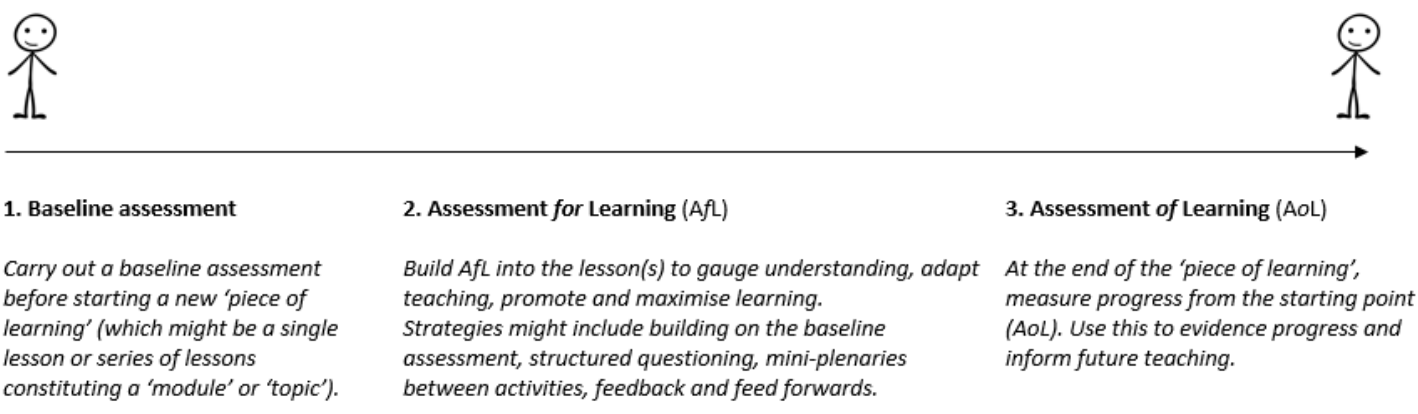 1. Baseline assessment
Carry out a baseline assessment
before starting a new ‘piece of
learning’ (which might be a single
lesson or series of lessons
constituting a ‘module’ or ‘topic’).
2. Assessment for Learning (AfL)
Build AfL into the lesson(s) to gauge understanding, adapt
teaching, promote and maximise learning.
Strategies might include building on the baseline
assessment, structured questioning, mini-plenaries
between activities, feedback and feed forwards.
3. Assessment of Learning (AoL)
At the end of the ‘piece of learning’,
measure progress from the starting point
(AoL). Use this to evidence progress and
inform future teaching.